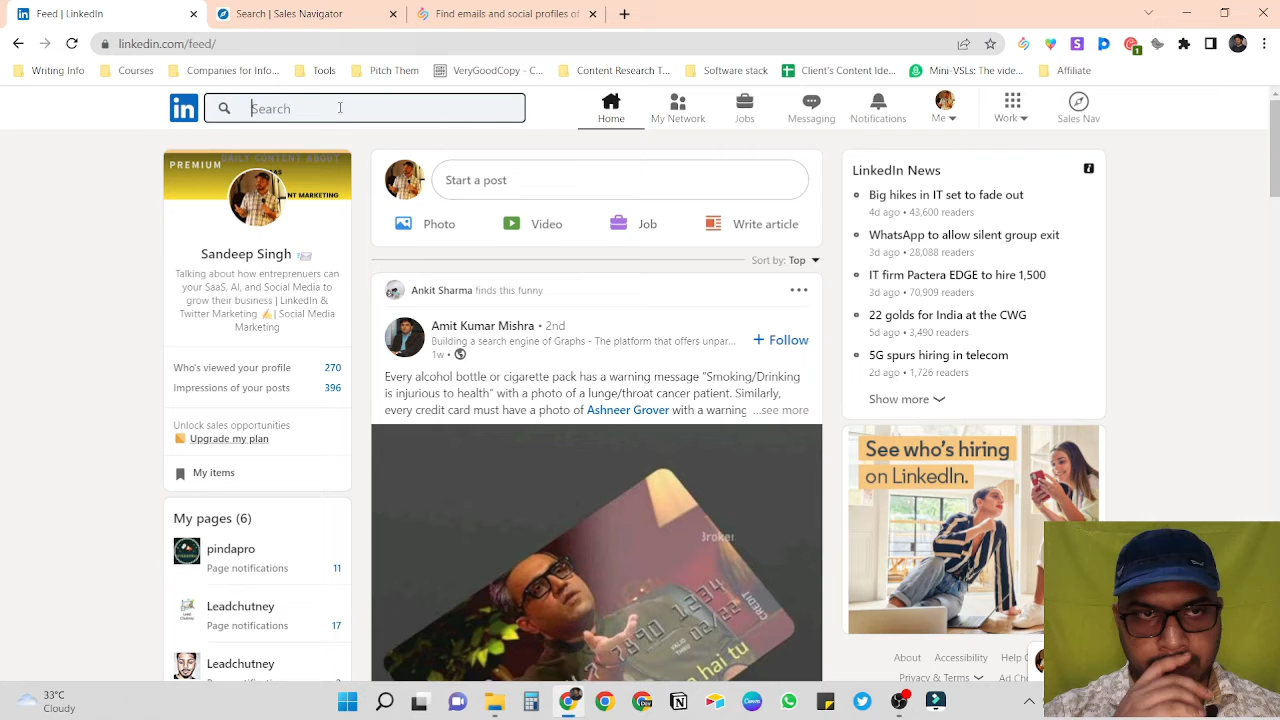 Feed | LinkedIn
Search | LinkedIn
Find emails and social profiles of
linkedin.com/feed/
1
Writing Info
Courses
Companies for Info...
Tools
Pitch Them
VeryGoodCopy - C...
Content Research T...
Software stack
Client's Content Ide...
Mini-VSLs: The vide...
Affiliate
in
Search
Home
My Network
Jobs
Messaging
Notifications
Me
Work
Sales Nav
PREMIUM
DAILY CONTENT ABOUT
NT MARKETING
Sandeep Singh
Talking about how entreprenuers can
your SaaS, AI, and Social Media to
grow their business | LinkedIn &
Twitter Marketing ✍️| Social Media
Marketing
Who's viewed your profile 270
Impressions of your posts 396
Unlock sales opportunities
Upgrade my plan
My items
My pages (6)
pindapro
Page notifications 11
Leadchutney
Page notifications 17
Leadchutney
Start a post
Photo
Video
Job
Write article
Sort by: Top
Ankit Sharma finds this funny
Amit Kumar Mishra • 2nd
Building a search engine of Graphs - The platform that offers unpar...
1w •
+ Follow
Every alcohol bottle or cigarette pack has a warning message "Smoking/Drinking
is injurious to health" with a photo of a lunge/throat cancer patient. Similarly,
every credit card must have a photo of Ashneer Grover with a warning ...see more
LinkedIn News
Big hikes in IT set to fade out
4d ago • 43,600 readers
WhatsApp to allow silent group exit
3d ago • 28,088 readers
IT firm Pactera EDGE to hire 1,500
3d ago • 70,909 readers
22 golds for India at the CWG
5d ago • 3,490 readers
5G spurs hiring in telecom
2d ago • 1,726 readers
Show more
See who's hiring
on LinkedIn.
About
Accessibility
Help C
Privacy & Terms
Ad Ch
33°C
Cloudy